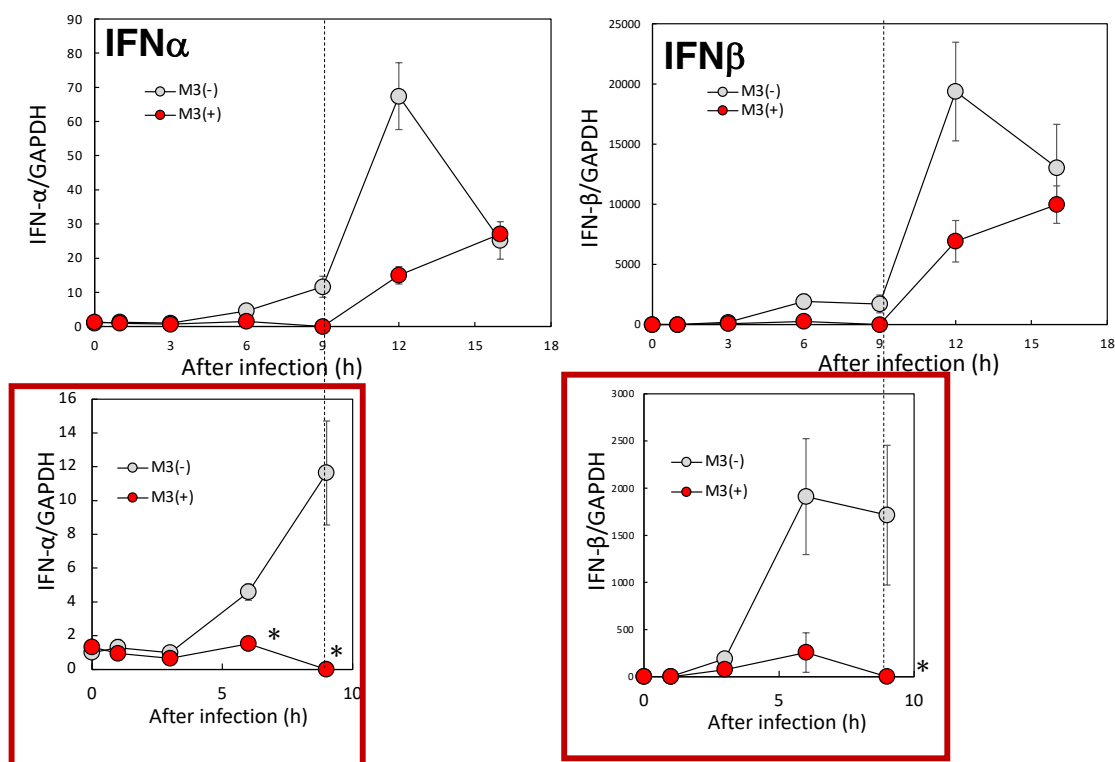 IFNα
M3(-)
M3(+)
IFN-α/GAPDH
90
80
70
60
50
40
30
20
10
0
0 3 6 9 12 16 18
After infection (h)
IFNβ
M3(-)
M3(+)
IFN-β/GAPDH
25000
20000
15000
10000
5000
0
0 3 6 9 12 16 18
After infection (h)
M3(-)
M3(+)
IFN-α/GAPDH
16
14
12
10
8
6
4
2
0
* *
0 5 10
After infection (h)
M3(-)
M3(+)
IFN-β/GAPDH
3000
2500
2000
1500
1000
500
0
*
0 5 10
After infection (h)